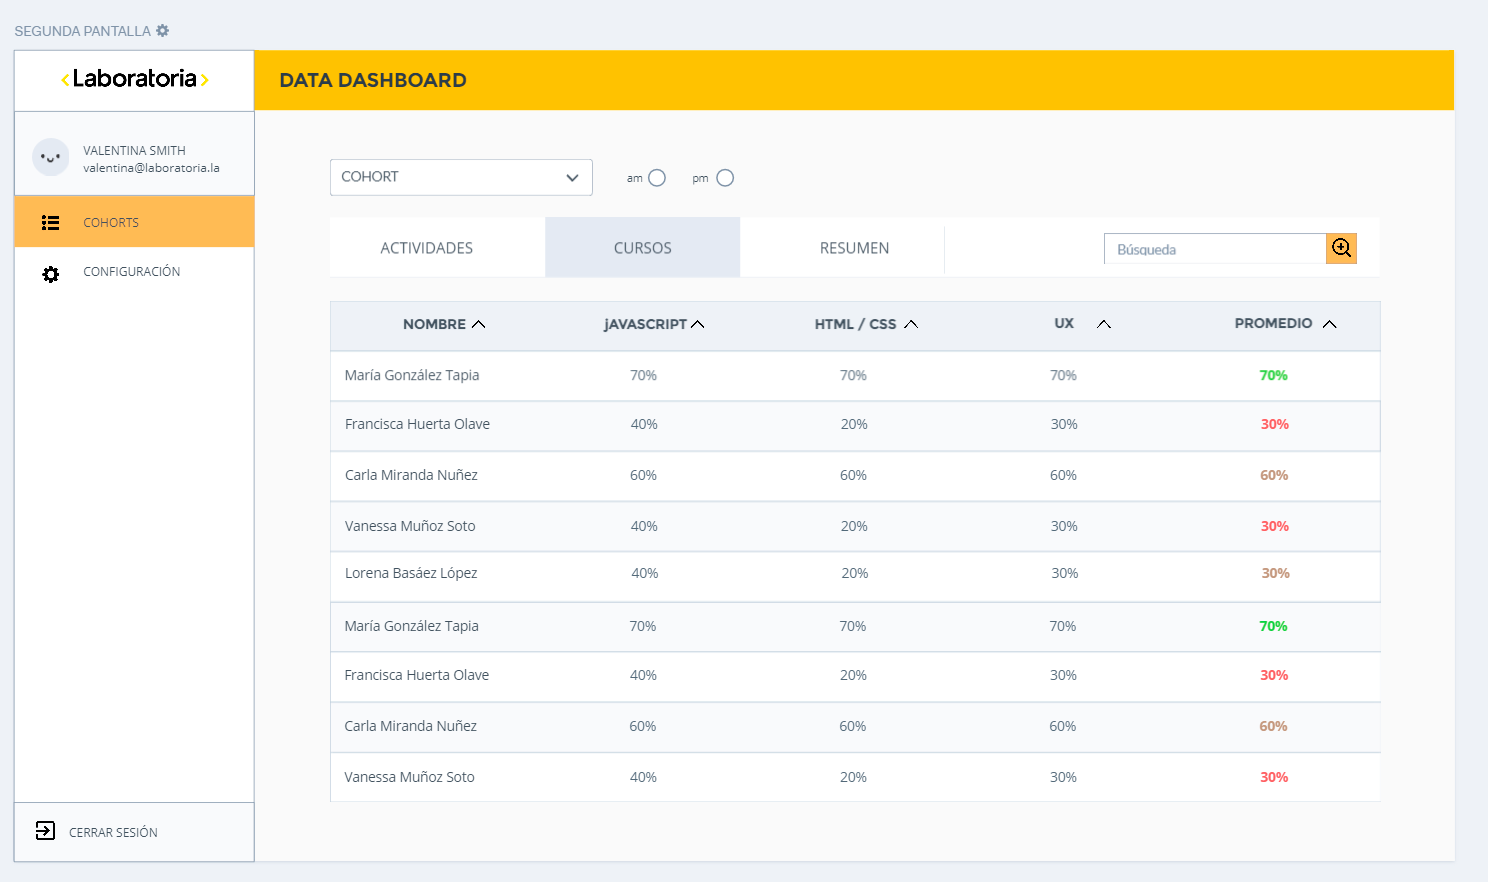 SEGUNDA PANTALLA
<Laboratoria>
DATA DASHBOARD
VALENTINA SMITH
valentina@laboratoria.la
COHORTS
CONFIGURACIÓN
CERRAR SESIÓN
COHORT am pm
ACTIVIDADES CURSOS RESUMEN Búsqueda
NOMBRE jAVASCRIPT HTML / CSS UX PROMEDIO
María González Tapia 70% 70% 70% 70%
Francisca Huerta Olave 40% 20% 30% 30%
Carla Miranda Nuñez 60% 60% 60% 60%
Vanessa Muñoz Soto 40% 20% 30% 30%
Lorena Basáez López 40% 20% 30% 30%
María González Tapia 70% 70% 70% 70%
Francisca Huerta Olave 40% 20% 30% 30%
Carla Miranda Nuñez 60% 60% 60% 60%
Vanessa Muñoz Soto 40% 20% 30% 30%